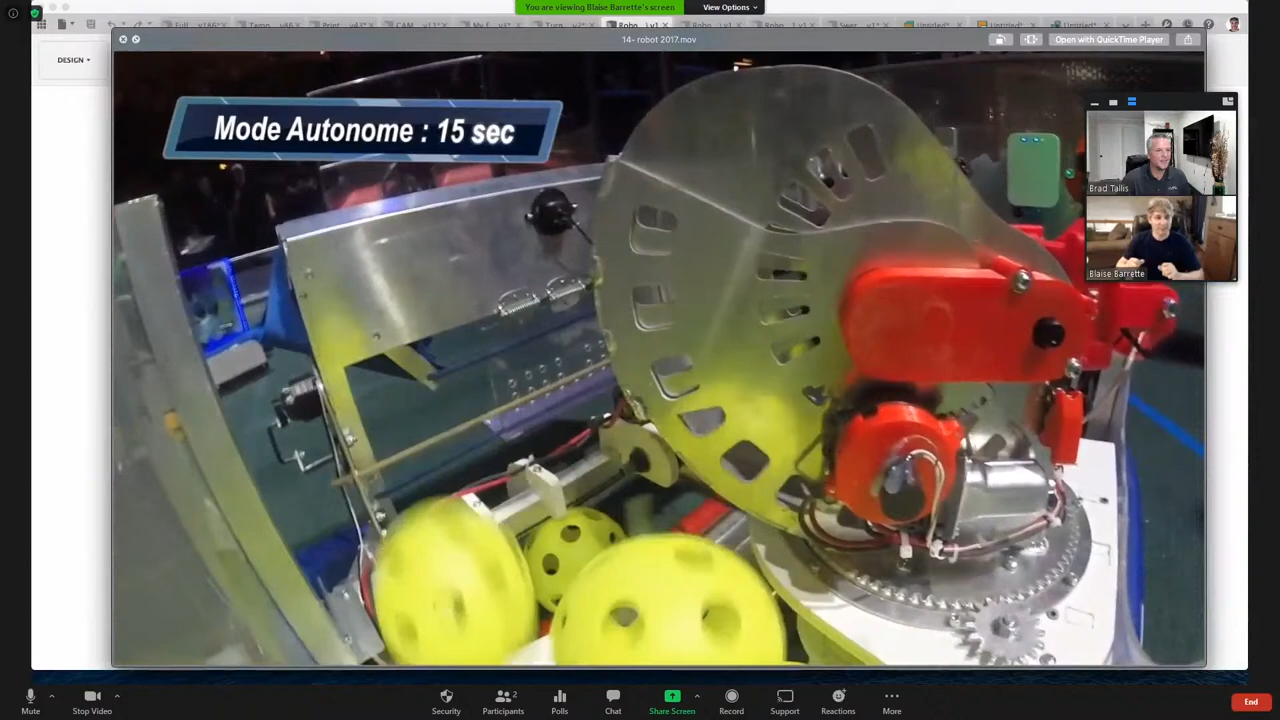 You are viewing Blaise Barrette's screen
View Options
14- robot 2017.mov
Open with QuickTime Player
DESIGN
Mode Autonome : 15 sec
Brad Tallis
Blaise Barrette
Mute
Stop Video
Security
Participants
2
Polls
Chat
Share Screen
Record
Support
Reactions
More
End